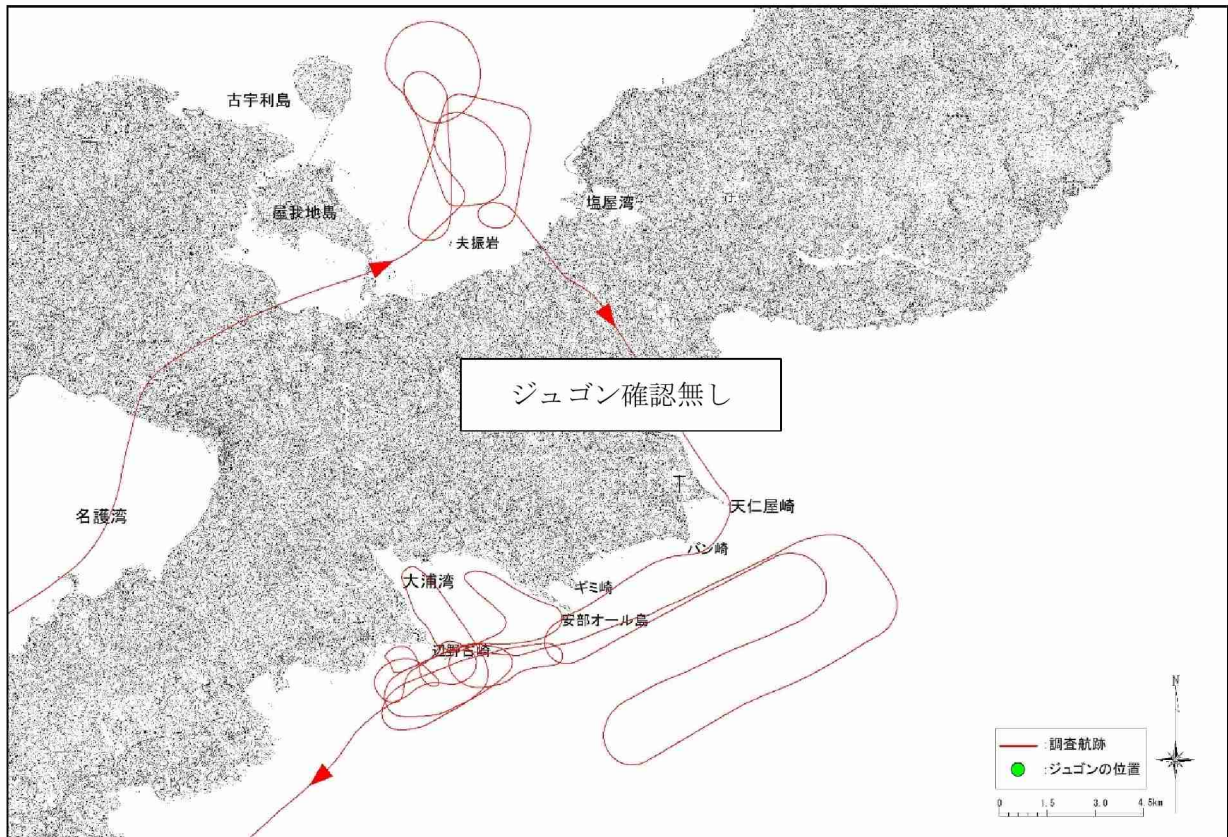 古宇利島
屋我地島
塩屋湾
夫振岩
ジュゴン確認無し
名護湾
天仁屋崎
バン崎
大浦湾
ギミ崎
安部オール島
辺野古崎
N
:調査航跡
:ジュゴンの位置
0 1.5 3.0 4.5km